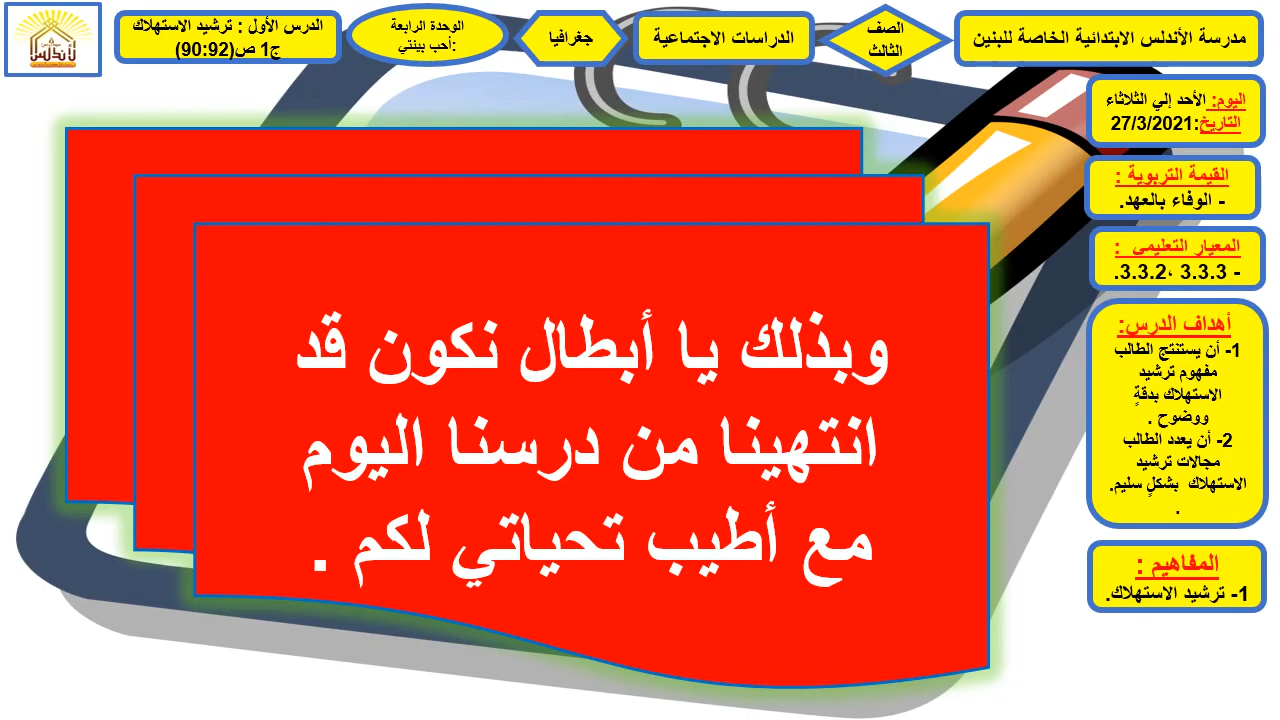 مدرسة الأندلس الابتدائية الخاصة للبنين
الصف
الثالث
الدراسات الاجتماعية
جغرافيا
الوحدة الرابعة
:أحب بيئتي
الدرس الأول : ترشيد الاستهلاك
ج1 ص(90:92)
الأندلس
اليوم: الأحد إلي الثلاثاء
التاريخ:27/3/2021
القيمة التربوية :
- الوفاء بالعهد.
المعيار التعليمي :
- 3.3.3 ،3.3.2.
أهداف الدرس:
1- أن يستنتج الطالب
مفهوم ترشيد
الاستهلاك بدقةٍ
ووضوح .
2- أن يعدد الطالب
مجالات ترشيد
الاستهلاك بشكلٍ سليم.
.
المفاهيم :
1- ترشيد الاستهلاك.
وبذلك يا أبطال نكون قد
انتهينا من درسنا اليوم
مع أطيب تحياتي لكم .